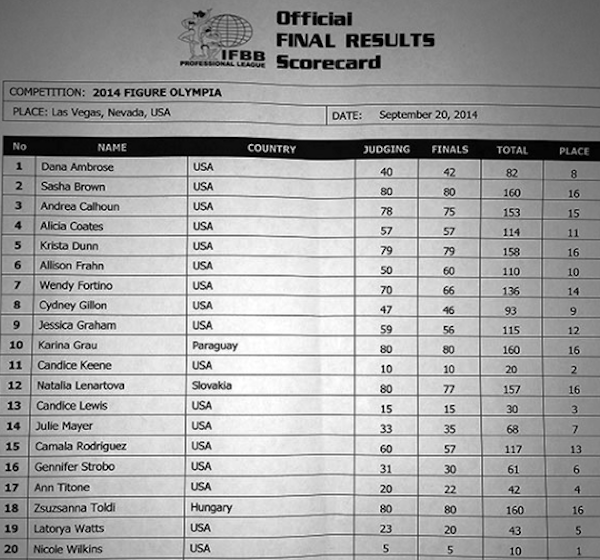 Official
FINAL RESULTS
Scorecard
IFBB
PROFESSIONAL LEAGUE
COMPETITION: 2014 FIGURE OLYMPIA
PLACE: Las Vegas, Nevada, USA DATE: September 20, 2014
No NAME COUNTRY JUDGING FINALS TOTAL PLACE
1 Dana Ambrose USA 40 42 82 8
2 Sasha Brown USA 80 80 160 16
3 Andrea Calhoun USA 78 75 153 15
4 Alicia Coates USA 57 57 114 11
5 Krista Dunn USA 79 79 158 16
6 Allison Frahn USA 50 60 110 10
7 Wendy Fortino USA 70 66 136 14
8 Cydney Gillon USA 47 46 93 9
9 Jessica Graham USA 59 56 115 12
10 Karina Grau Paraguay 80 80 160 16
11 Candice Keene USA 10 10 20 2
12 Natalia Lenartova Slovakia 80 77 157 16
13 Candice Lewis USA 15 15 30 3
14 Julie Mayer USA 33 35 68 7
15 Camala Rodriguez USA 60 57 117 13
16 Gennifer Strobo USA 31 30 61 6
17 Ann Titone USA 20 22 42 4
18 Zsuzsanna Toldi Hungary 80 80 160 16
19 Latorya Watts USA 23 20 43 5
20 Nicole Wilkins USA 5 5 10 1